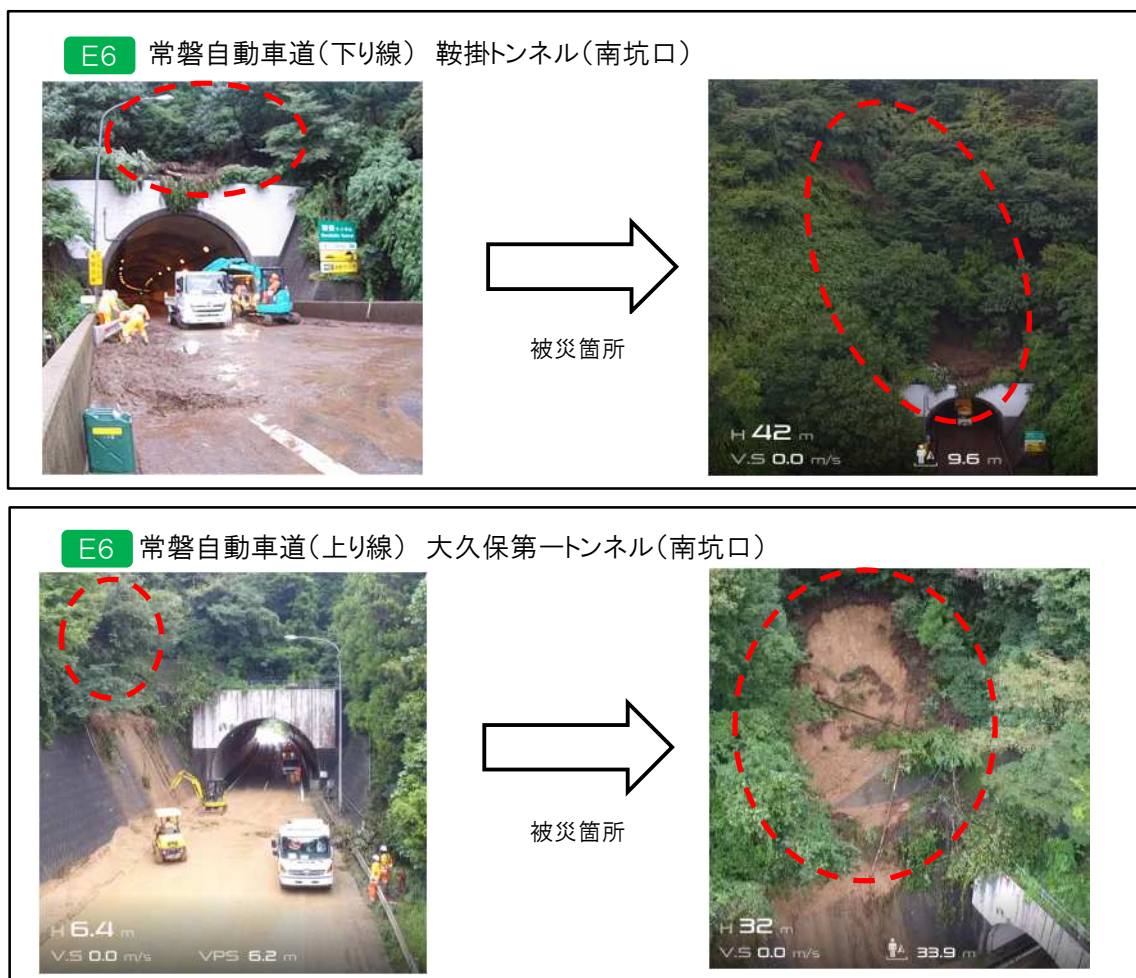 E6 常磐自動車道(下り線) 鞍掛トンネル(南坑口)
被災箇所
H 42 m
V.S 0.0 m/s 9.6 m
E6 常磐自動車道(上り線) 大久保第一トンネル(南坑口)
被災箇所
H 6.4 m
V.S 0.0 m/s VPS 6.2 m
H 32 m
V.S 0.0 m/s 33.9 m